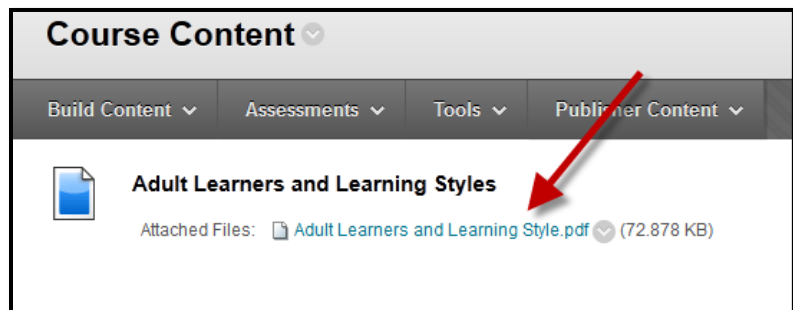 Course Content
Build Content Assessments Tools Publisher Content
Adult Learners and Learning Styles
Attached Files: Adult Learners and Learning Style.pdf (72.878 KB)